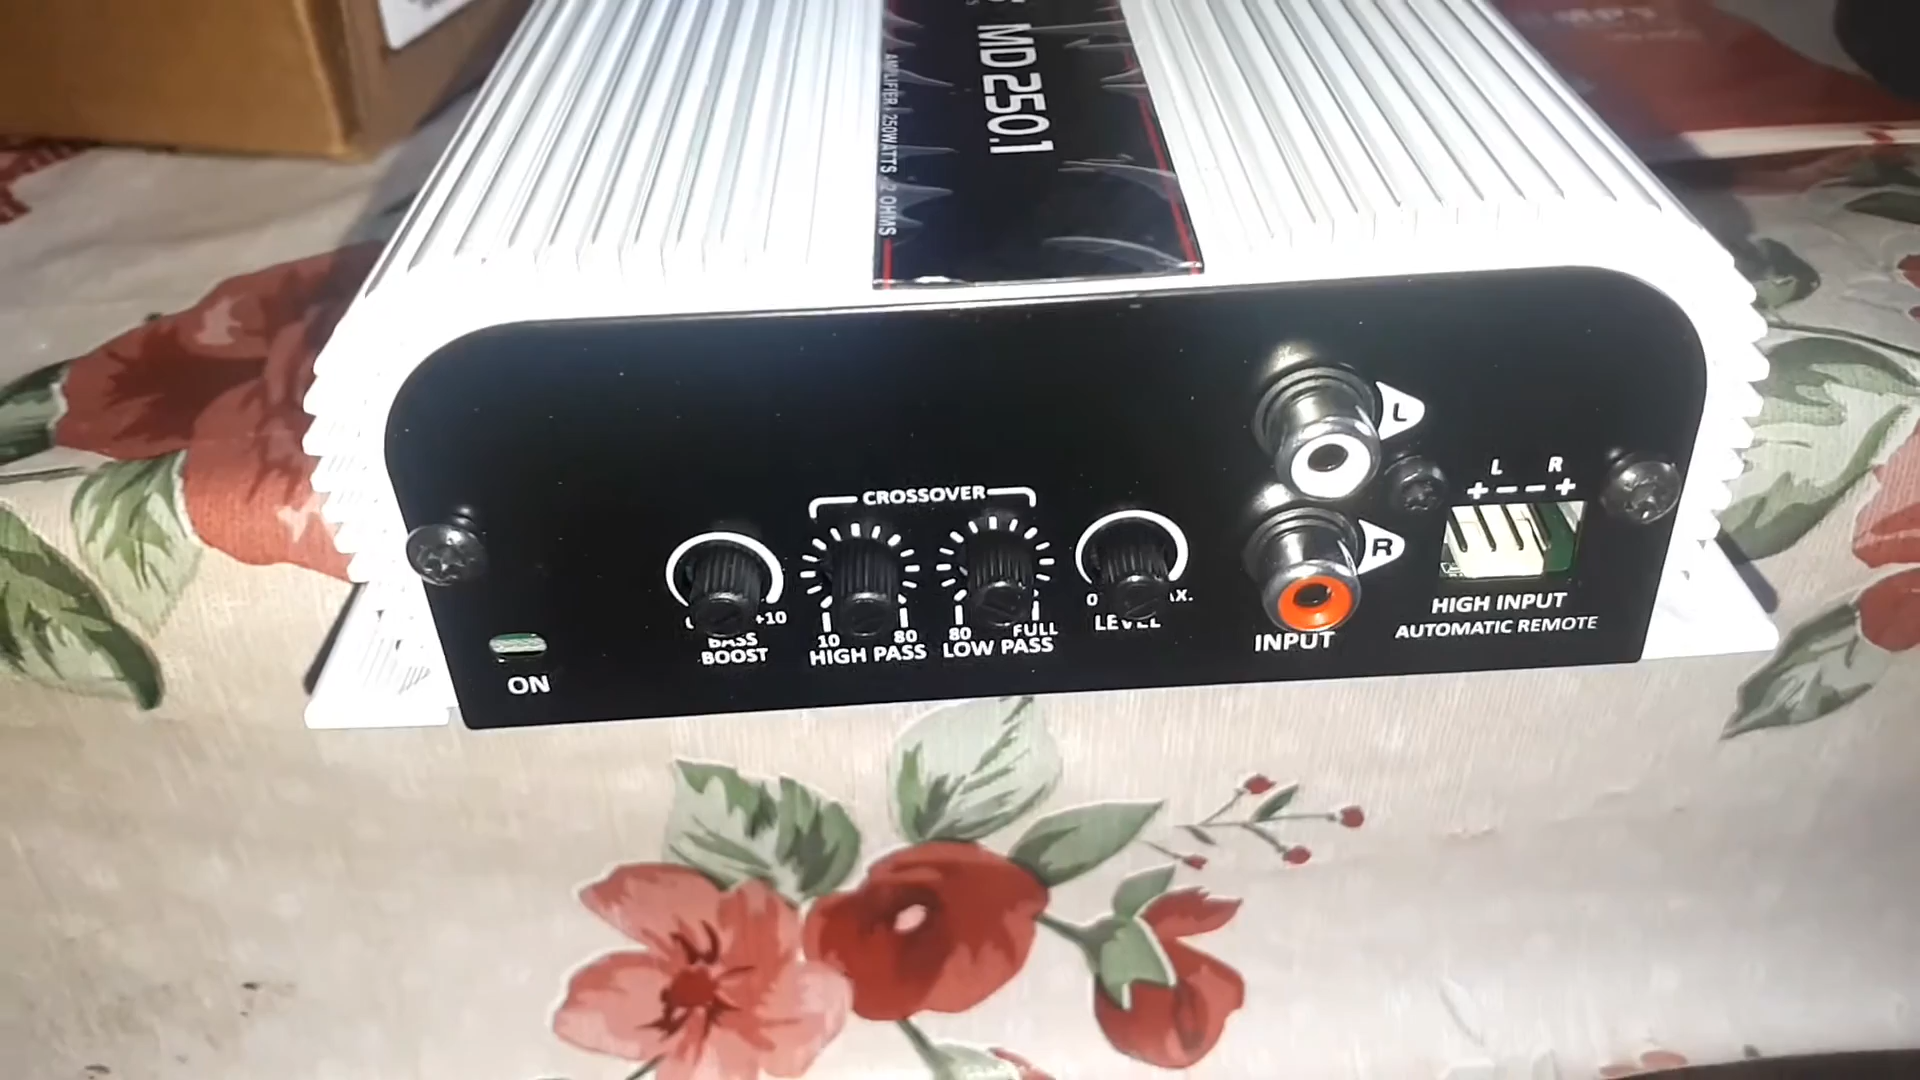 MD250.1
AMPLIFIER 250WATTS 2 OHMS
L
L R
+ - - +
CROSSOVER
R
+10
BASS
BOOST
10 80
HIGH PASS
80 FULL
LOW PASS
0
LEVEL
INPUT
HIGH INPUT
AUTOMATIC REMOTE
ON